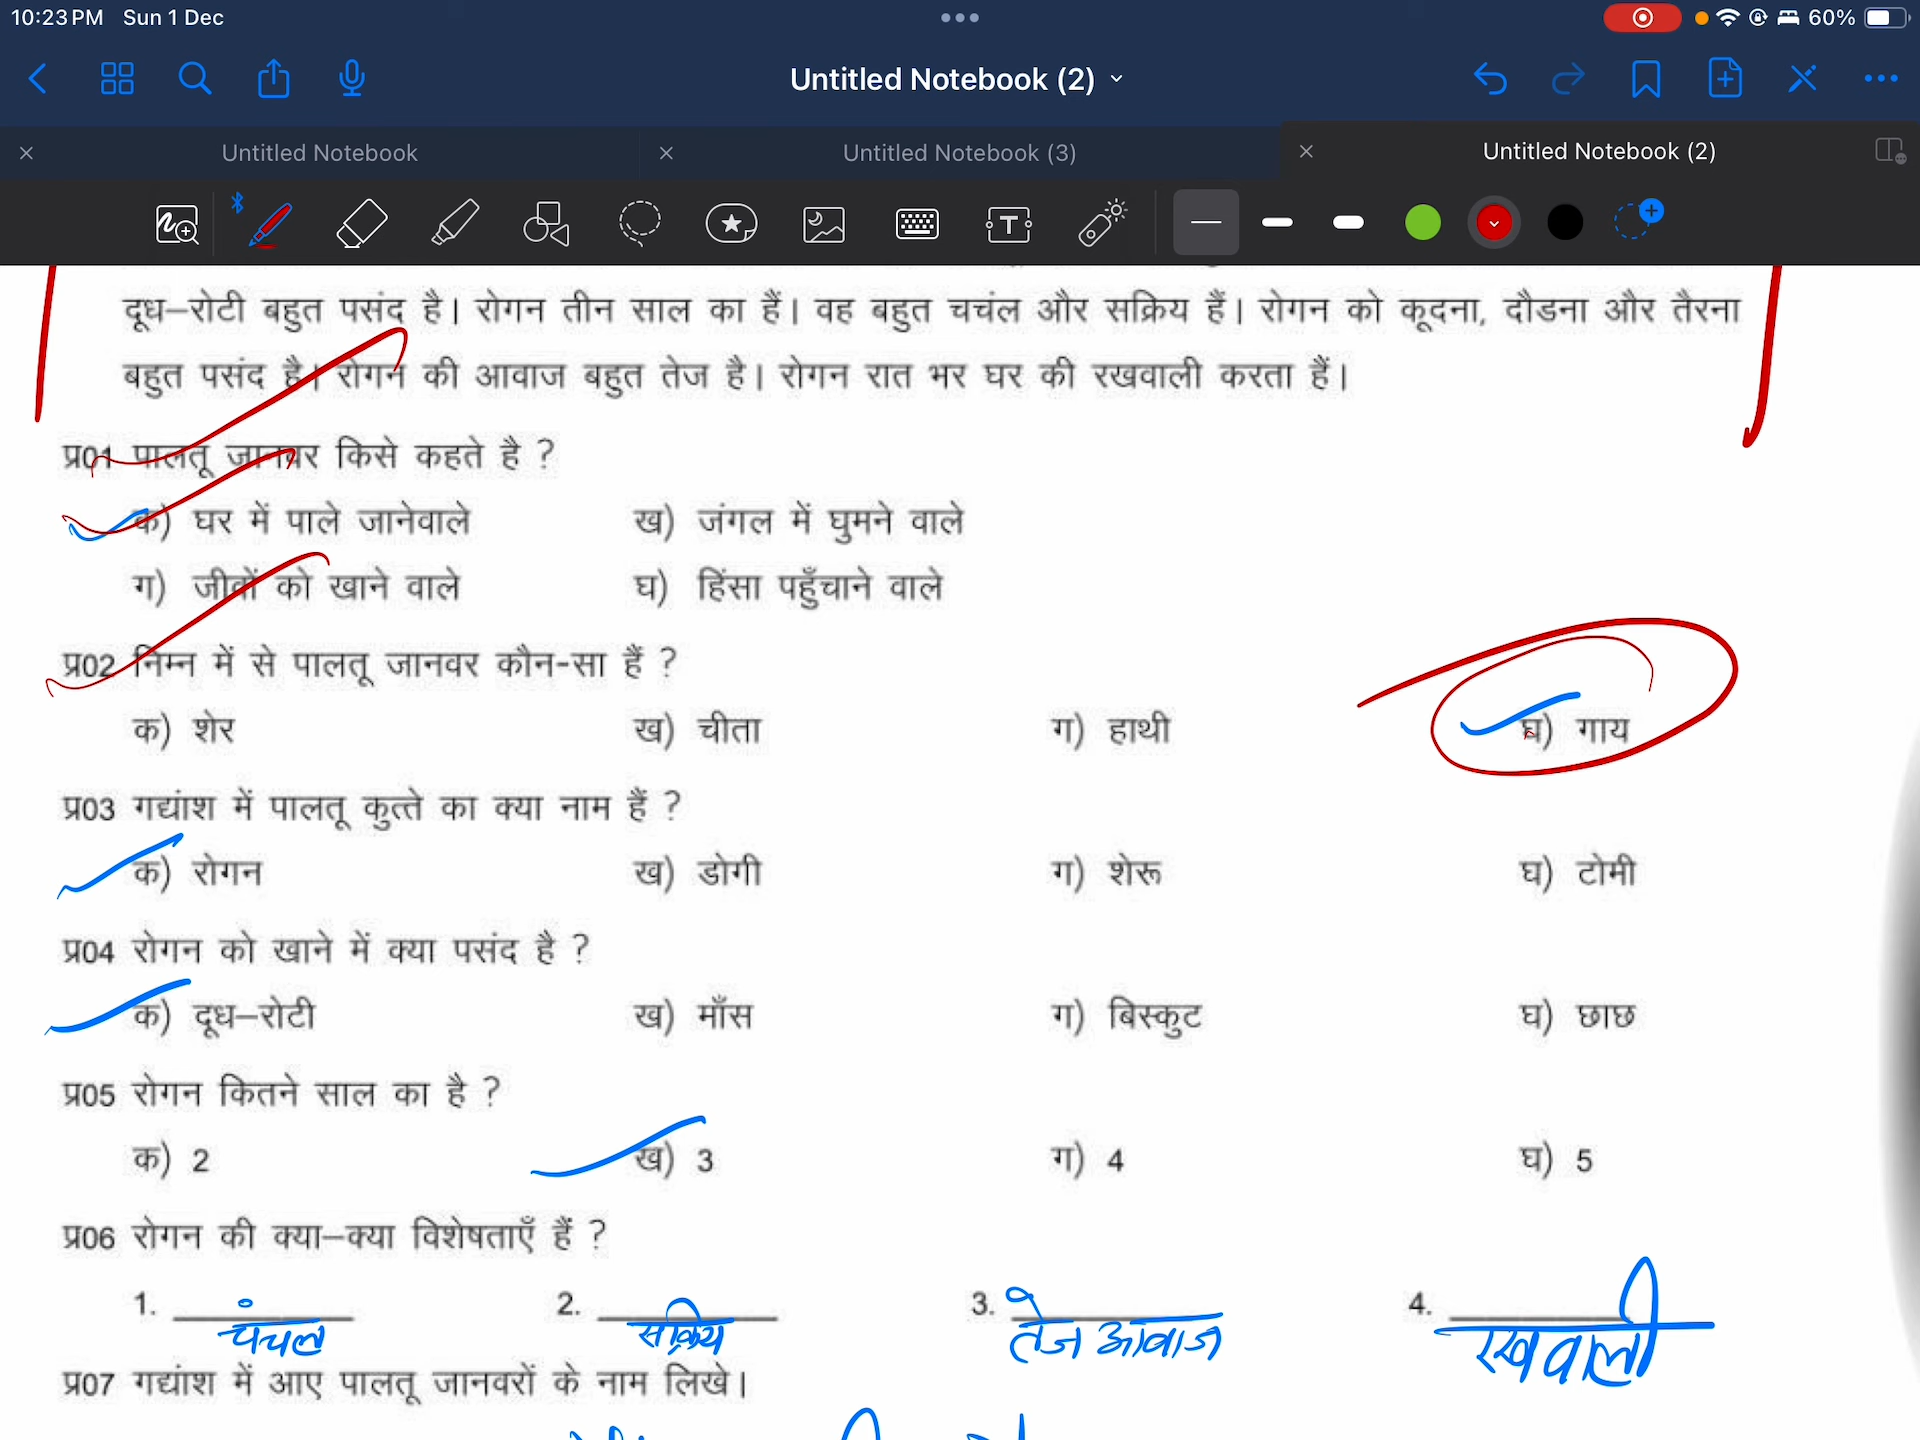 10:23 PM Sun 1 Dec
60%
Untitled Notebook (2)
Untitled Notebook
Untitled Notebook (3)
Untitled Notebook (2)
दूध–रोटी बहुत पसंद है। रोगन तीन साल का हैं। वह बहुत चचंल और सक्रिय हैं। रोगन को कूदना, दौडना और तैरना
बहुत पसंद है। रोगन की आवाज बहुत तेज है। रोगन रात भर घर की रखवाली करता हैं।
प्र01 पालतू जानवर किसे कहते है ?
क) घर में पाले जानेवाले ख) जंगल में घुमने वाले
ग) जीवों को खाने वाले घ) हिंसा पहुँचाने वाले
प्र02 निम्न में से पालतू जानवर कौन-सा हैं ?
क) शेर ख) चीता ग) हाथी घ) गाय
प्र03 गद्यांश में पालतू कुत्ते का क्या नाम हैं ?
क) रोगन ख) डोगी ग) शेरू घ) टोमी
प्र04 रोगन को खाने में क्या पसंद है ?
क) दूध–रोटी ख) माँस ग) बिस्कुट घ) छाछ
प्र05 रोगन कितने साल का है ?
क) 2 ख) 3 ग) 4 घ) 5
प्र06 रोगन की क्या–क्या विशेषताएँ हैं ?
1. चंचल 2. सक्रिय 3. तेज आवाज 4. रखवाली
प्र07 गद्यांश में आए पालतू जानवरों के नाम लिखे।